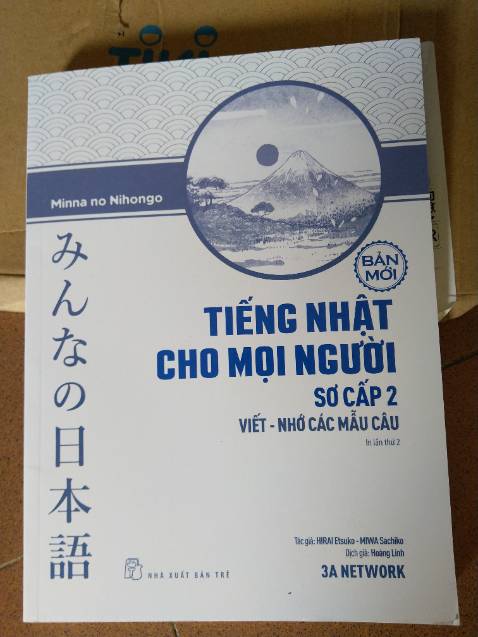 TIKI
Minna no Nihongo
みんなの日本語
BẢN
MỚI
TIẾNG NHẬT
CHO MỌI NGƯỜI
SƠ CẤP 2
VIẾT - NHỚ CÁC MẪU CÂU
In lần thứ 2
Tác giả: HIRAI Etsuko - MIWA Sachiko
Dịch giả: Hoàng Linh
3A NETWORK
NHÀ XUẤT BẢN TRẺ